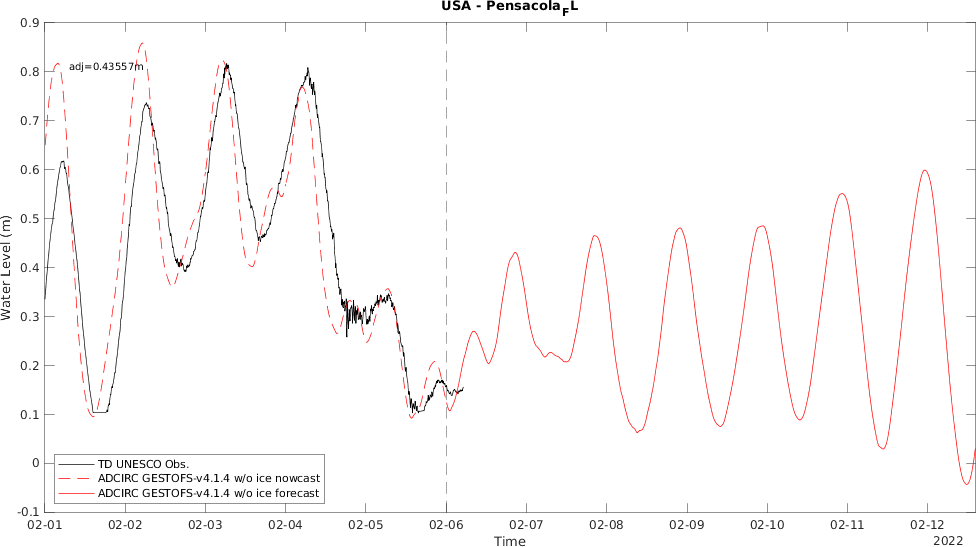 USA - Pensacola_FL
adj=0.43557m
0.9
0.8
0.7
0.6
0.5
0.4
0.3
0.2
0.1
0
-0.1
Water Level (m)
TD UNESCO Obs.
ADCIRC GESTOFS-v4.1.4 w/o ice nowcast
ADCIRC GESTOFS-v4.1.4 w/o ice forecast
02-01 02-02 02-03 02-04 02-05 02-06 02-07 02-08 02-09 02-10 02-11 02-12
Time
2022